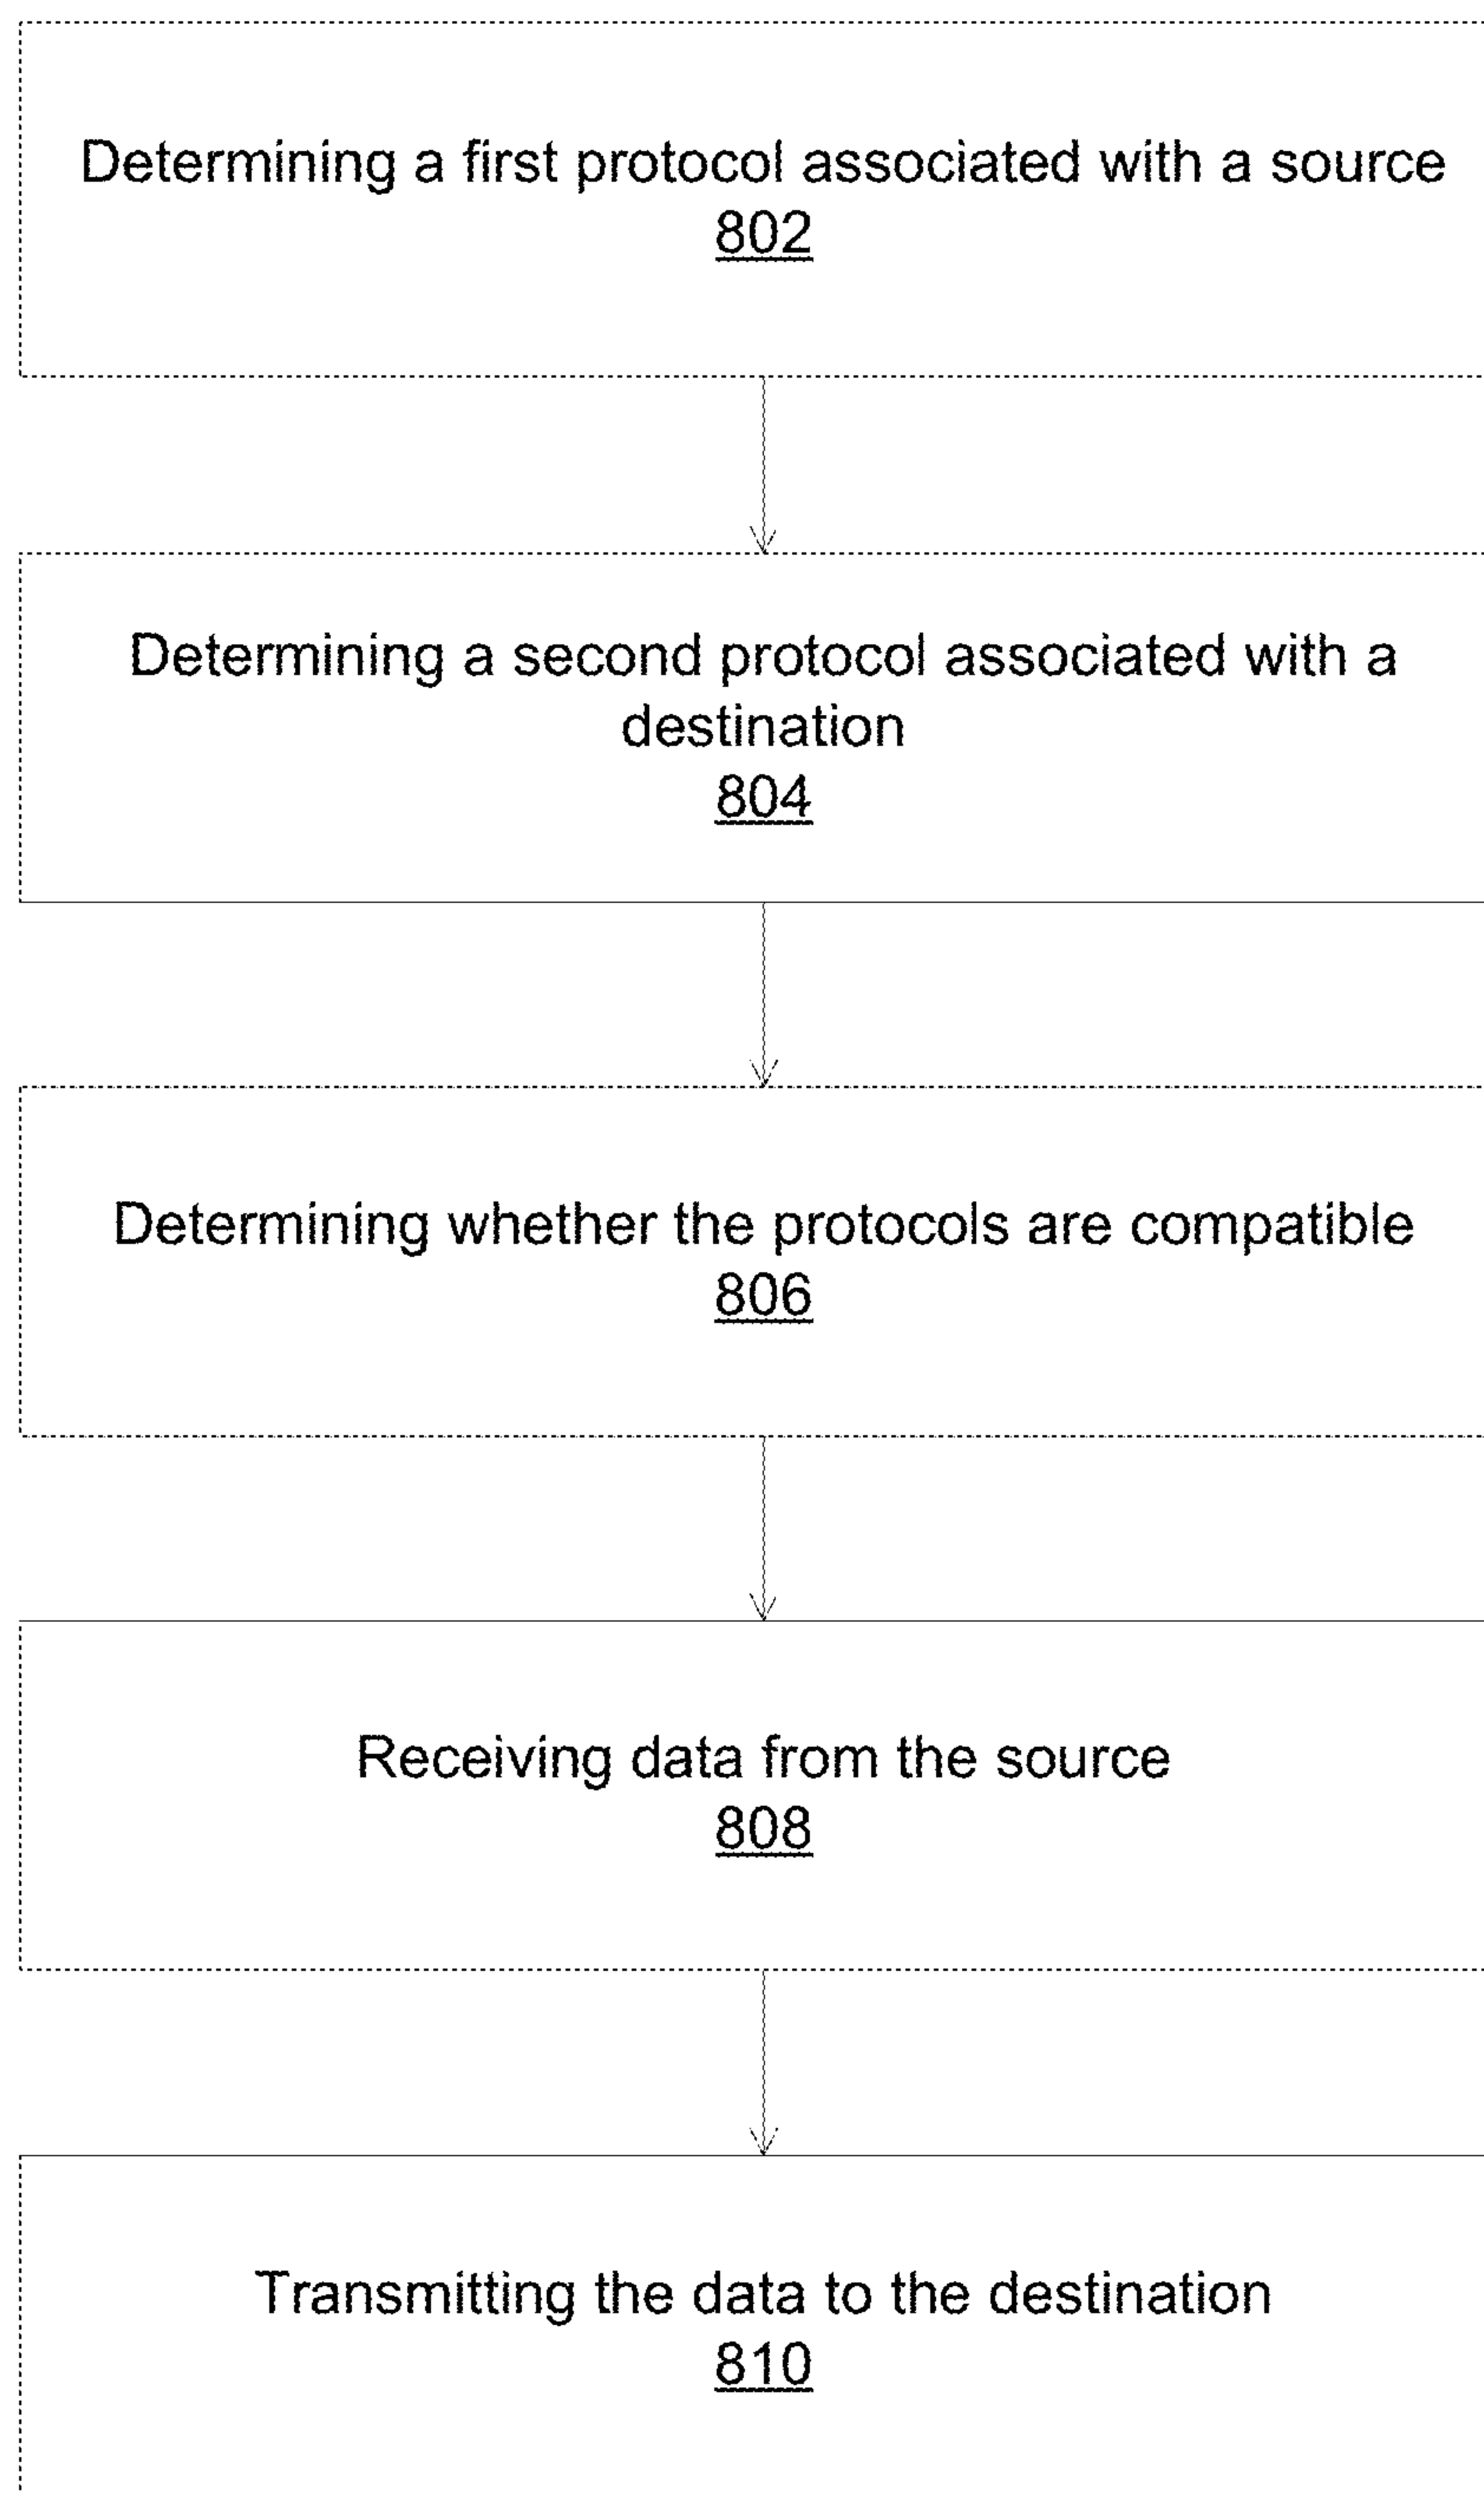 Determining a first protocol associated with a source
802
Determining a second protocol associated with a
destination
804
Determining whether the protocols are compatible
806
Receiving data from the source
808
Transmitting the data to the destination
810